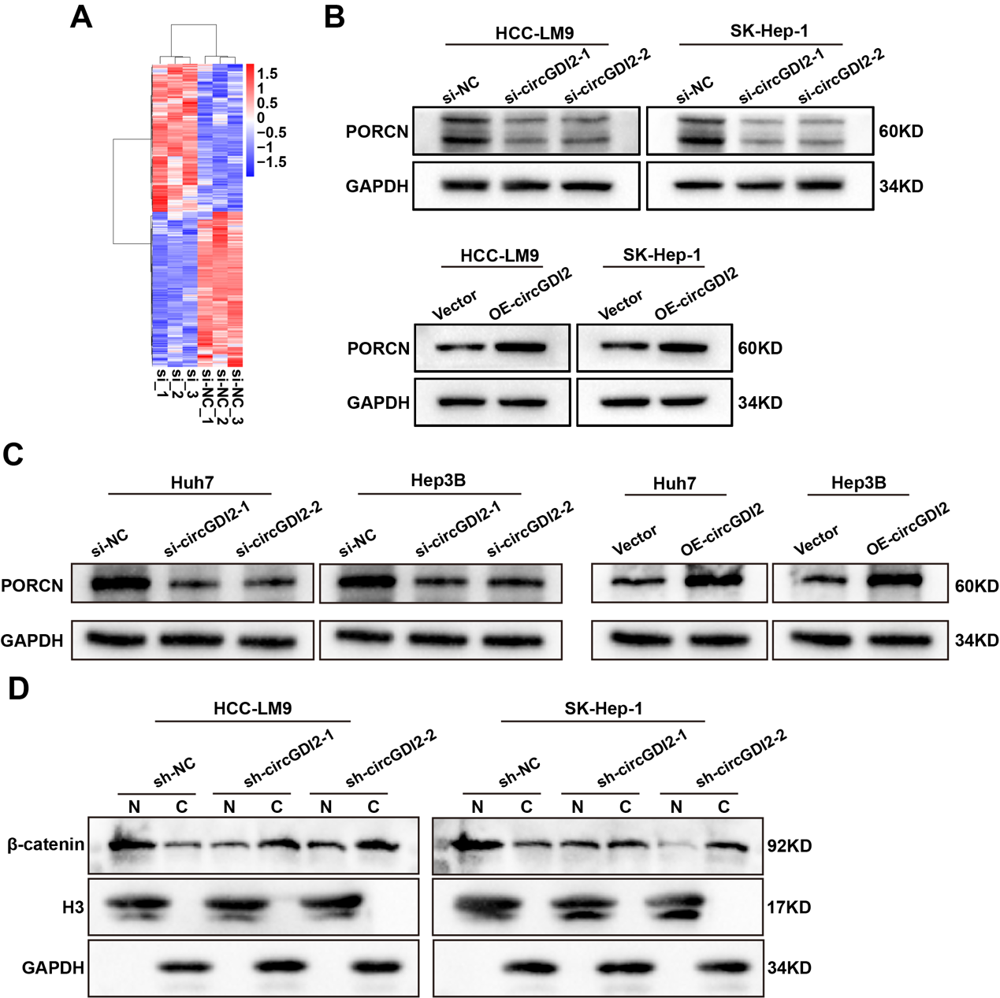 A
1.5
1
0.5
0
−0.5
−1
−1.5
si_1
si_2
si_3
si-NC_1
si-NC_2
si-NC_3
B
HCC-LM9 SK-Hep-1
si-NC si-circGDI2-1 si-circGDI2-2 si-NC si-circGDI2-1 si-circGDI2-2
PORCN 60KD
GAPDH 34KD
HCC-LM9 SK-Hep-1
Vector OE-circGDI2 Vector OE-circGDI2
PORCN 60KD
GAPDH 34KD
C
Huh7 Hep3B Huh7 Hep3B
si-NC si-circGDI2-1 si-circGDI2-2 si-NC si-circGDI2-1 si-circGDI2-2 Vector OE-circGDI2 Vector OE-circGDI2
PORCN 60KD
GAPDH 34KD
D
HCC-LM9 SK-Hep-1
sh-NC sh-circGDI2-1 sh-circGDI2-2 sh-NC sh-circGDI2-1 sh-circGDI2-2
N C N C N C N C N C N C
β-catenin 92KD
H3 17KD
GAPDH 34KD